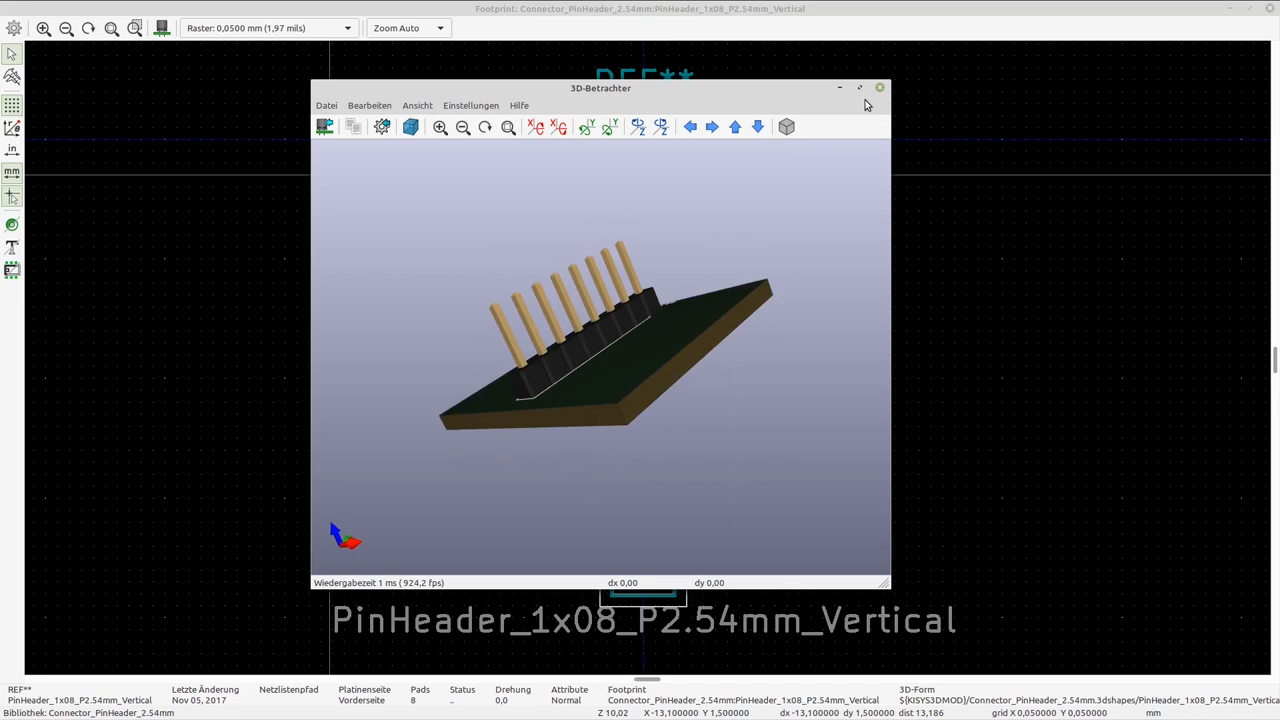 Footprint: Connector_PinHeader_2.54mm:PinHeader_1x08_P2.54mm_Vertical
Raster: 0,0500 mm (1,97 mils)
Zoom Auto
REF**
3D-Betrachter
Datei Bearbeiten Ansicht Einstellungen Hilfe
in
mm
Wiedergabezeit 1 ms ( 924,2 fps)
dx 0,00
dy 0,00
PinHeader_1x08_P2.54mm_Vertical
REF** Letzte Änderung Netzlistenpfad Platinenseite Pads Status Drehung Attribute Footprint 3D-Form
PinHeader_1x08_P2.54mm_Vertical Nov 05, 2017 Vorderseite 8 .. 0,0 Normal Connector_PinHeader_2.54mm:PinHeader_1x08_P2.54mm_Vertical ${KISYS3DMOD}/Connector_PinHeader_2.54mm.3dshapes/PinHeader_1x08_P2.54mm_Vertical
Bibliothek: Connector_PinHeader_2.54mm Z 10,02 X -13,100000 Y 1,500000 dx -13,100000 dy 1,500000 dist 13,186 grid X 0,050000 Y 0,050000 mm